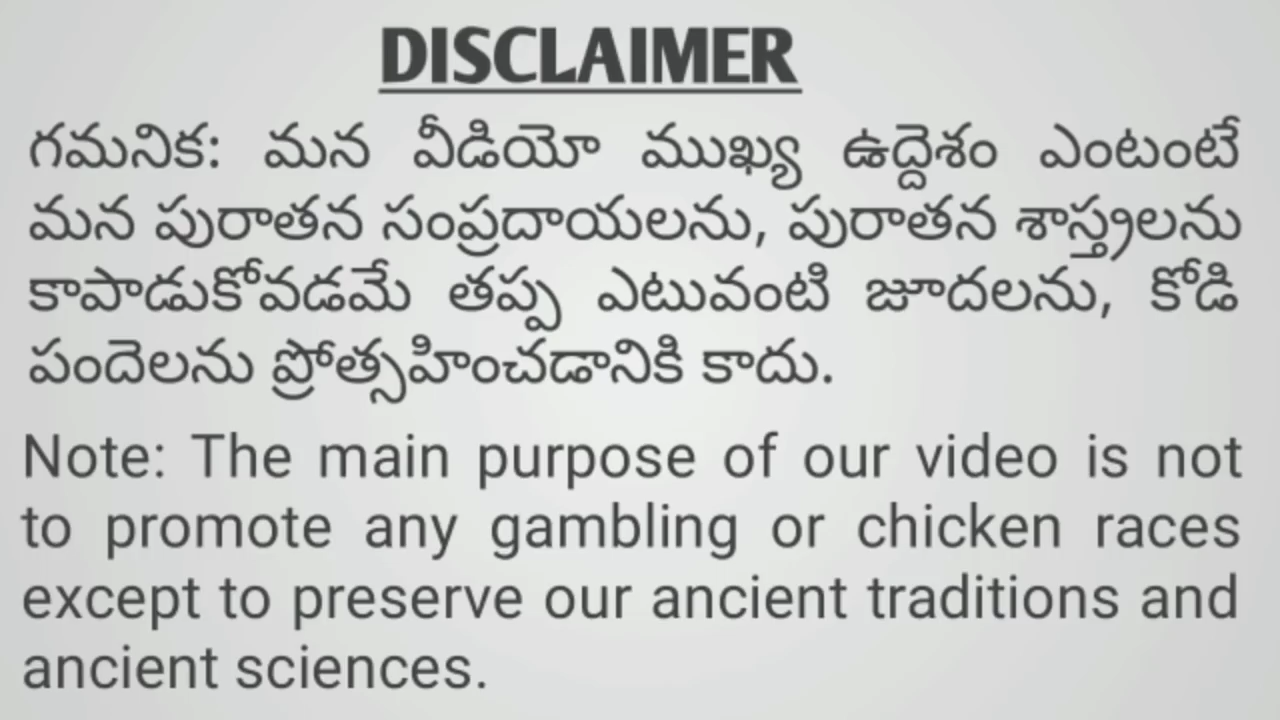 DISCLAIMER
గమనిక: మన వీడియో ముఖ్య ఉద్దెశం ఎంటంటే
మన పురాతన సంప్రదాయలను, పురాతన శాస్త్రలను
కాపాడుకోవడమే తప్ప ఎటువంటి జూదలను, కోడి
పందెలను ప్రోత్సహించడానికి కాదు.
Note: The main purpose of our video is not
to promote any gambling or chicken races
except to preserve our ancient traditions and
ancient sciences.